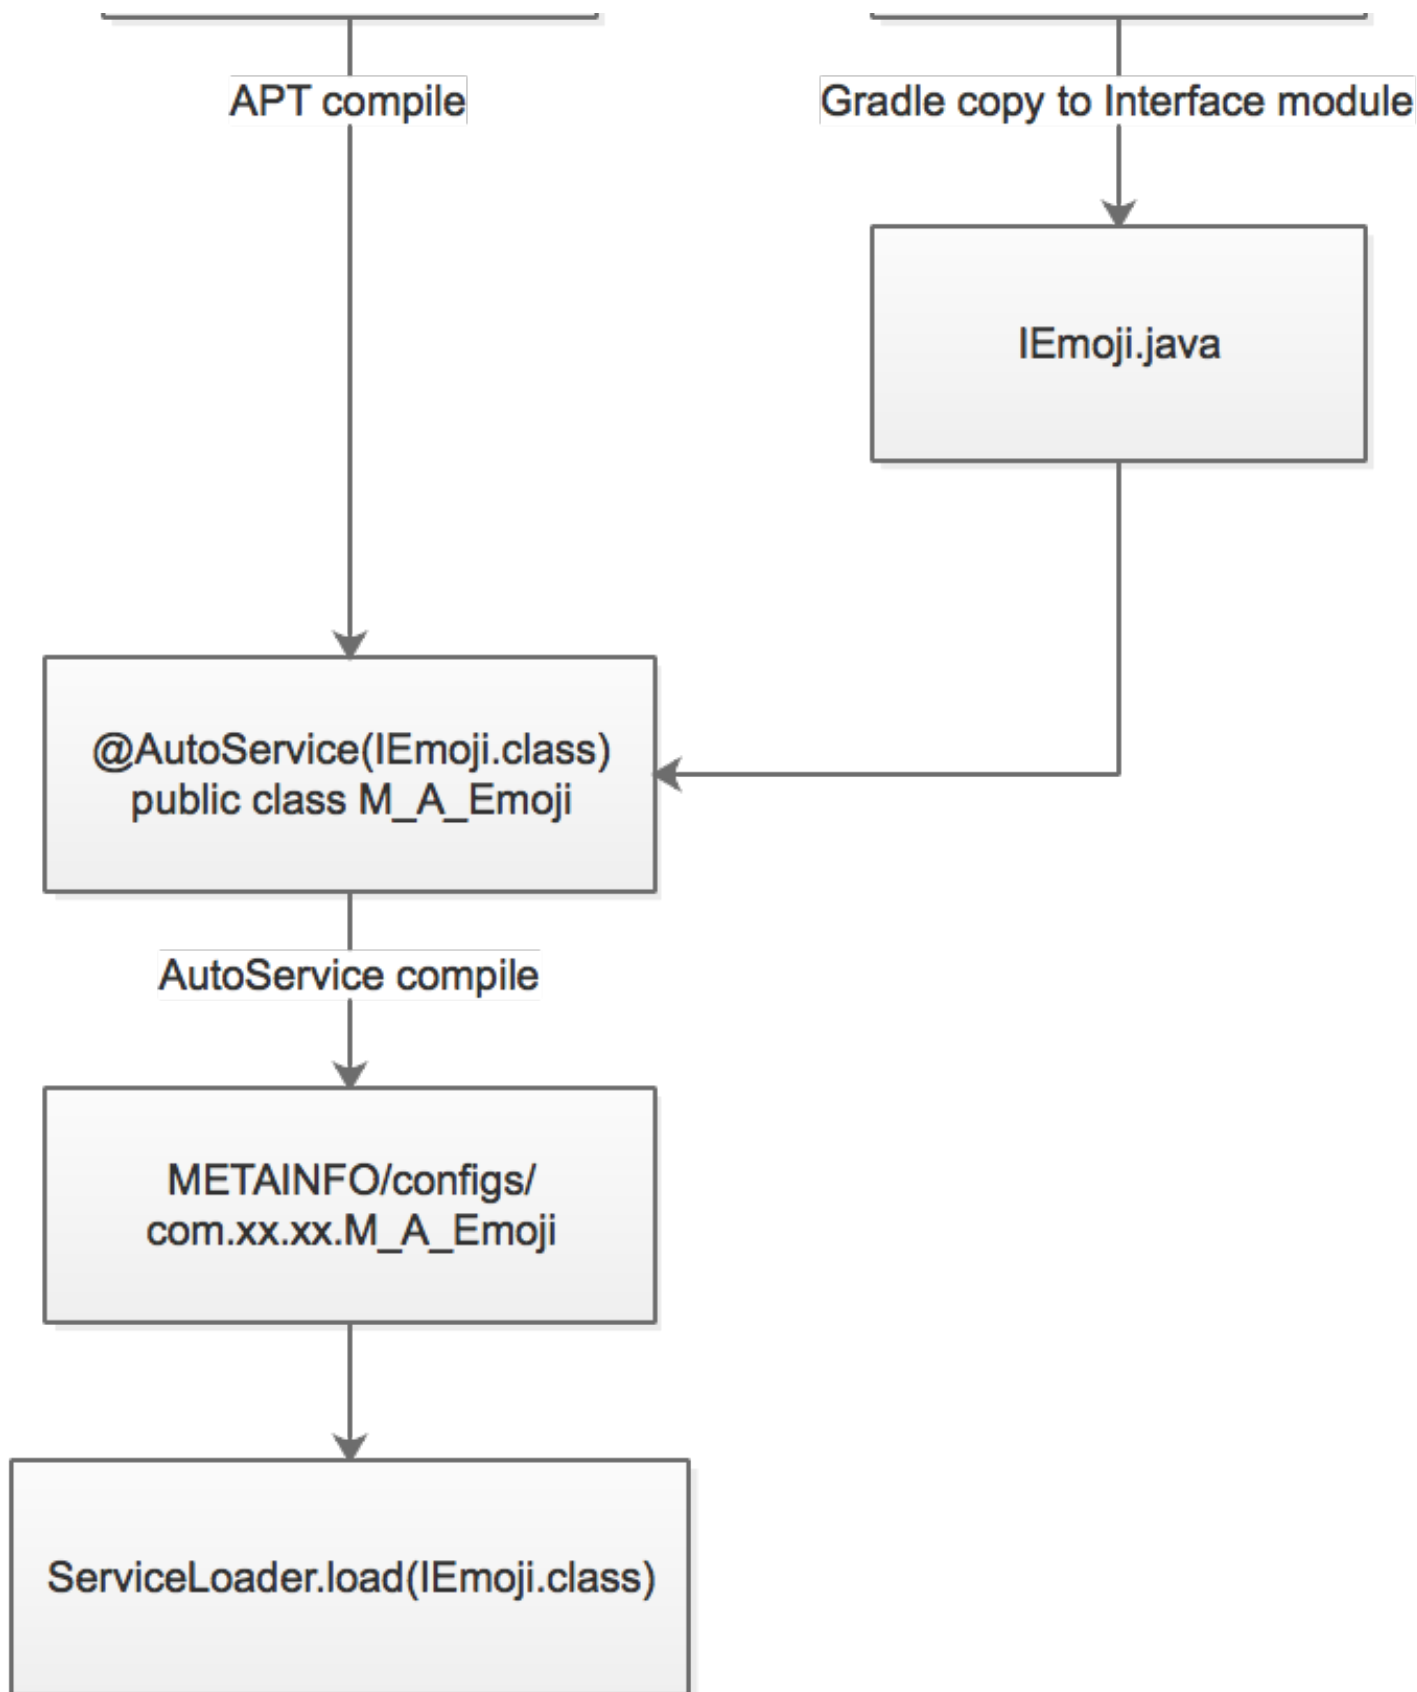 APT compile
Gradle copy to Interface module
IEmoji.java
@AutoService(IEmoji.class)
public class M_A_Emoji
AutoService compile
METAINFO/configs/
com.xx.xx.M_A_Emoji
ServiceLoader.load(IEmoji.class)